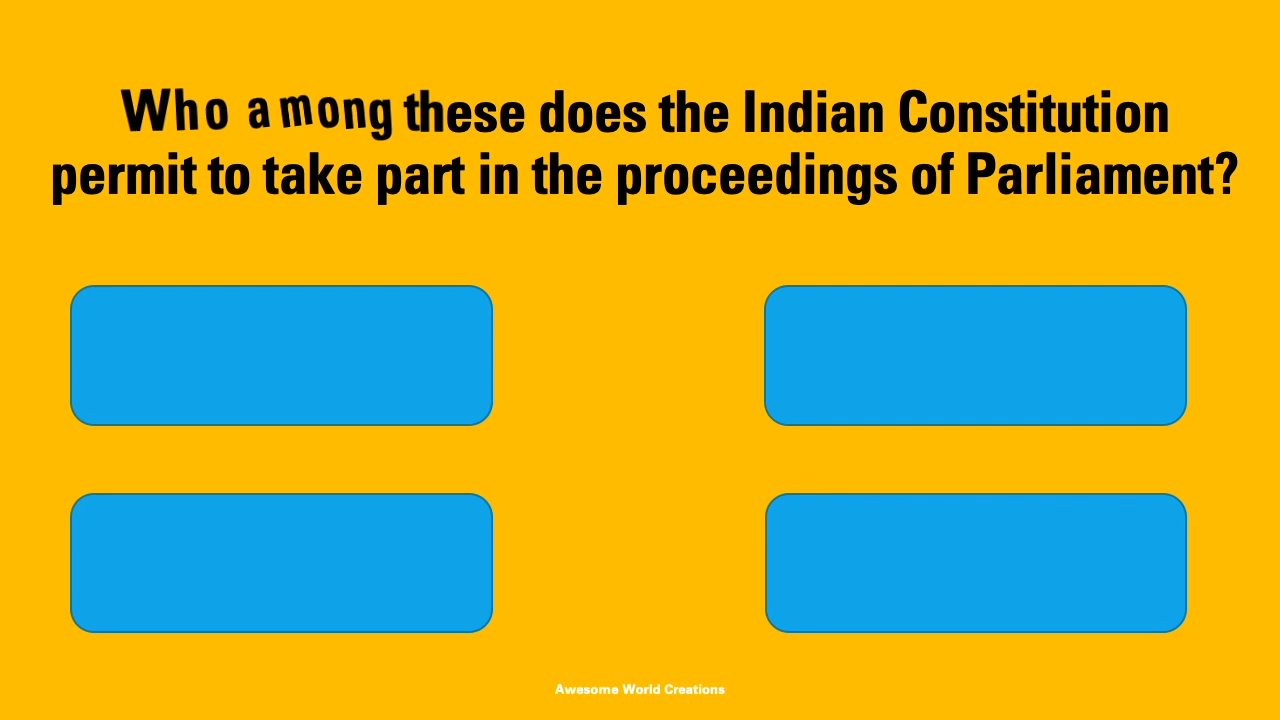 Who among these does the Indian Constitution
permit to take part in the proceedings of Parliament?
Awesome World Creations